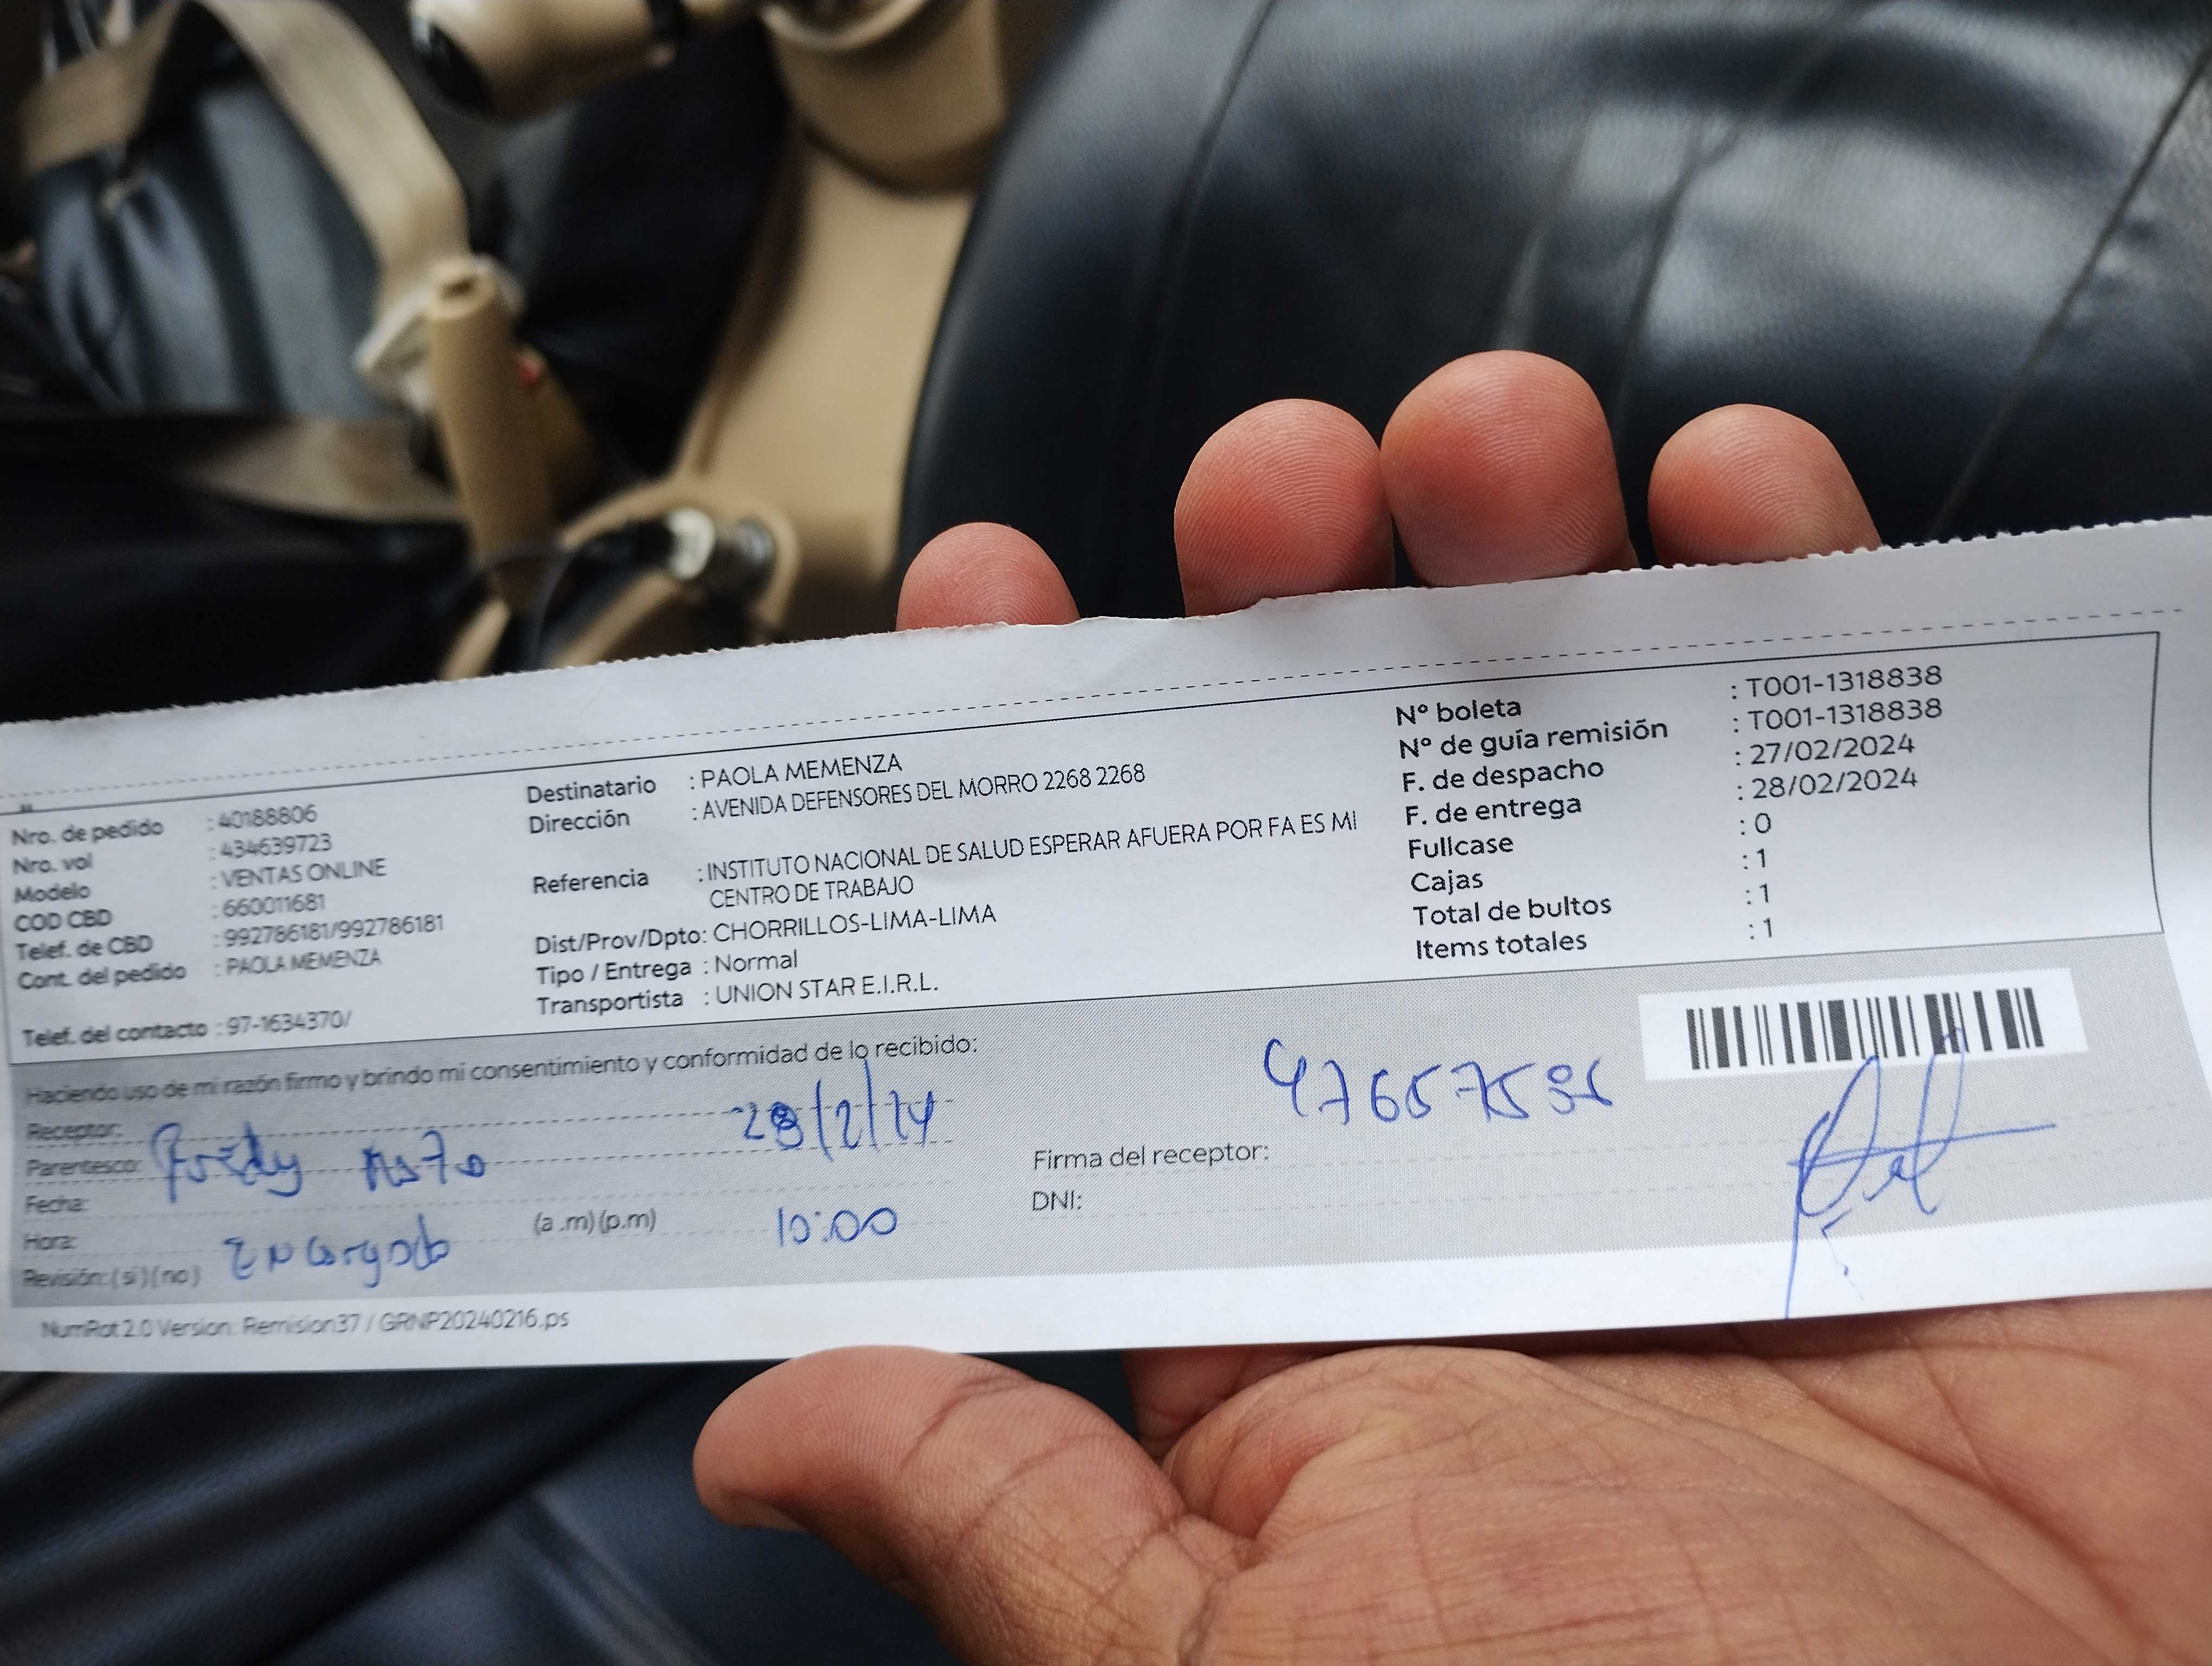 Nro. de pedido : 40188806
Nro. vol : 434639723
Modelo : VENTAS ONLINE
COD CBD : 660011681
Telef. de CBD : 992786181/992786181
Cont. del pedido : PAOLA MEMENZA
Telef. del contacto : 97-1634370/
Destinatario : PAOLA MEMENZA
Dirección : AVENIDA DEFENSORES DEL MORRO 2268 2268
Referencia : INSTITUTO NACIONAL DE SALUD ESPERAR AFUERA POR FA ES MI
CENTRO DE TRABAJO
Dist/Prov/Dpto: CHORRILLOS-LIMA-LIMA
Tipo / Entrega : Normal
Transportista : UNION STAR E.I.R.L.
Nº boleta : T001-1318838
Nº de guía remisión : T001-1318838
F. de despacho : 27/02/2024
F. de entrega : 28/02/2024
Fullcase : 0
Cajas : 1
Total de bultos : 1
Items totales : 1
Haciendo uso de mi razón firmo y brindo mi consentimiento y conformidad de lo recibido:
Receptor:
Parentesco: Fredy
Fecha:
Hora: (a .m) (p.m) 10:00
Revisión: (si) (no) Encargado
Firma del receptor:
DNI:
NumRot 2.0 Version: Remision37 / GRNP20240216.ps